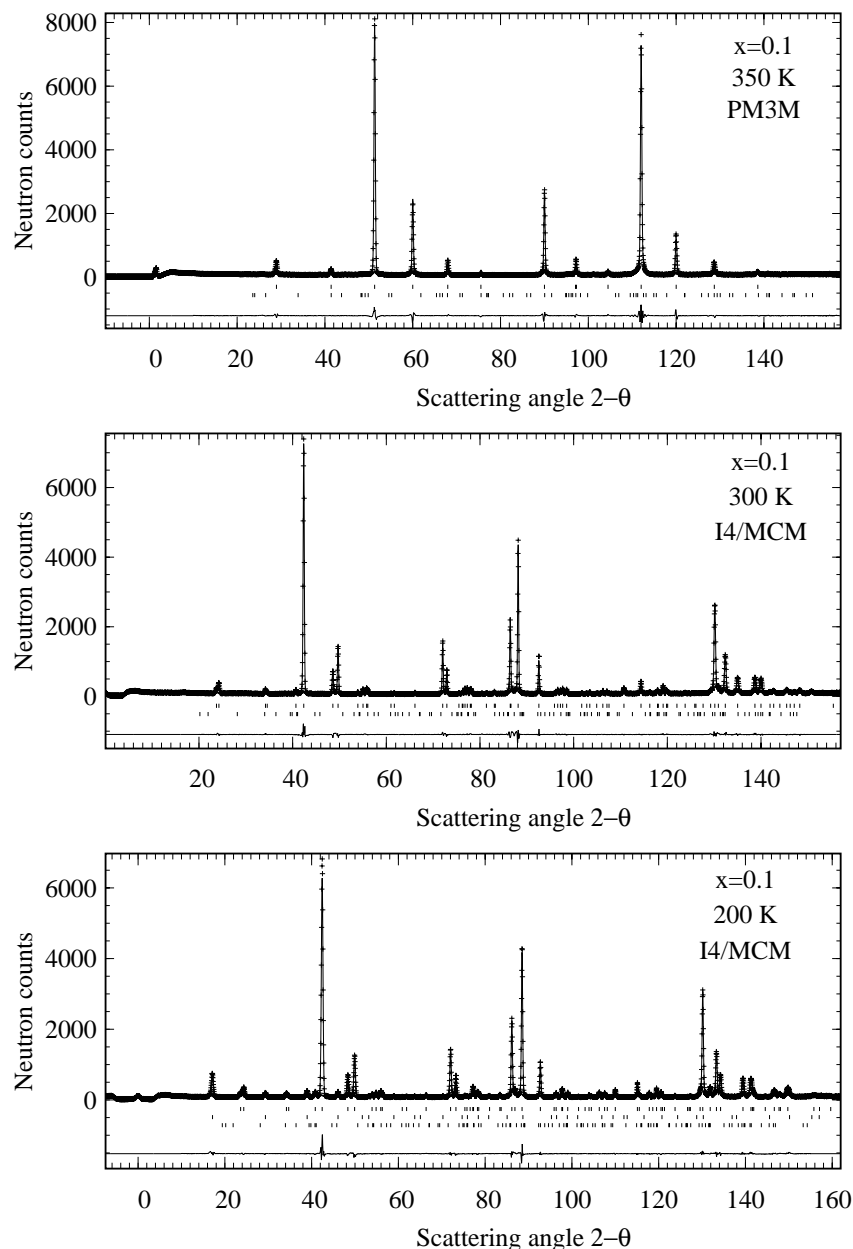 8000
6000
4000
2000
0
Neutron counts
x=0.1
350 K
PM3M
0 20 40 60 80 100 120 140
Scattering angle 2−θ
6000
4000
2000
0
Neutron counts
x=0.1
300 K
I4/MCM
20 40 60 80 100 120 140
Scattering angle 2−θ
6000
4000
2000
0
Neutron counts
x=0.1
200 K
I4/MCM
0 20 40 60 80 100 120 140 160
Scattering angle 2−θ